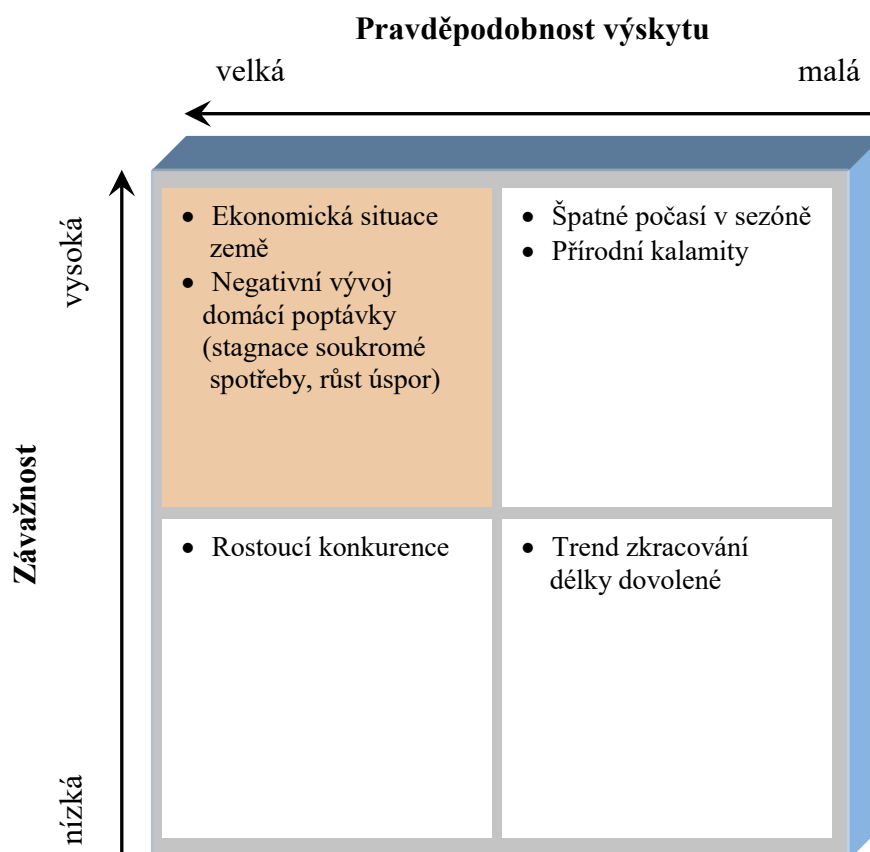 Pravděpodobnost výskytu
velká
malá
vysoká
Závažnost
nízká
• Ekonomická situace
země
• Negativní vývoj
domácí poptávky
(stagnace soukromé
spotřeby, růst úspor)
• Špatné počasí v sezóně
• Přírodní kalamity
• Rostoucí konkurence
• Trend zkracování
délky dovolené